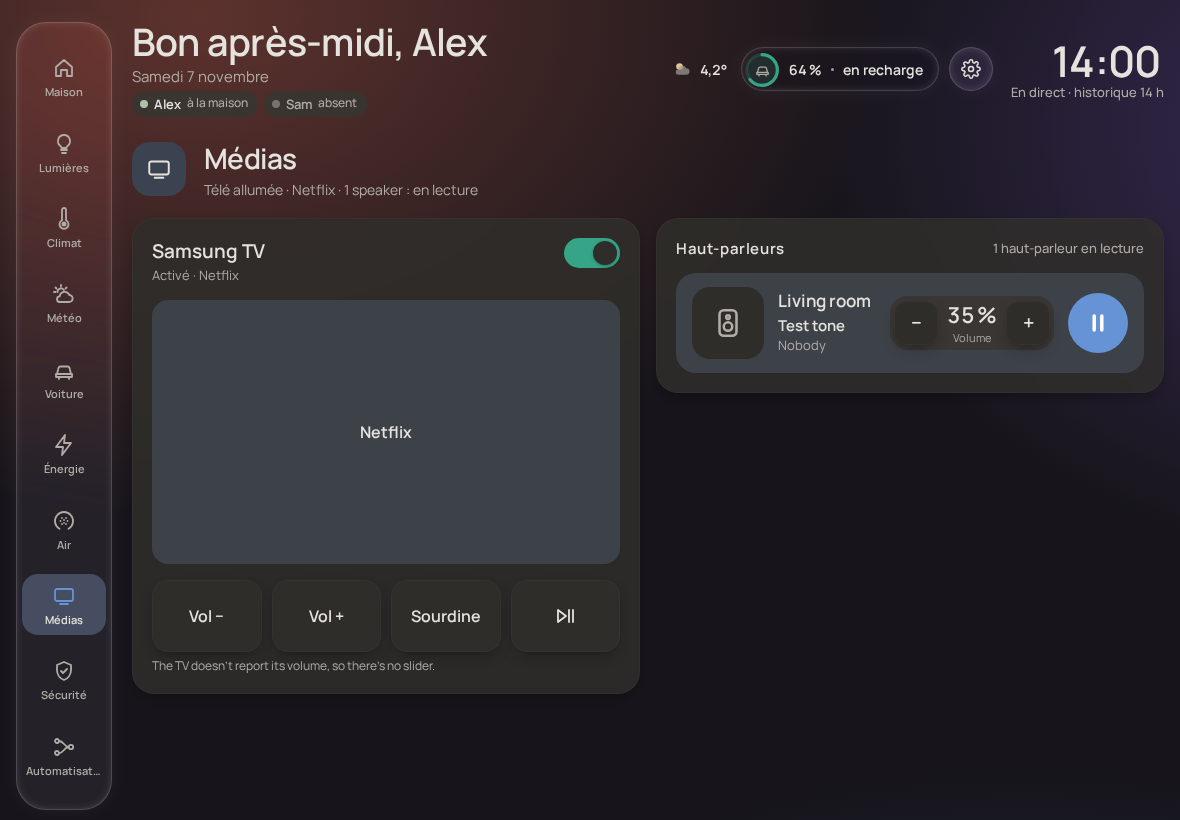 Bon après-midi, Alex
Samedi 7 novembre
Alex à la maison
Sam absent
4,2°
64 % · en recharge
14:00
En direct · historique 14 h
Maison
Lumières
Climat
Météo
Voiture
Énergie
Air
Médias
Sécurité
Automatisat…
Médias
Télé allumée · Netflix · 1 speaker : en lecture
Samsung TV
Activé · Netflix
Netflix
Vol −
Vol +
Sourdine
The TV doesn't report its volume, so there's no slider.
Haut-parleurs
1 haut-parleur en lecture
Living room
Test tone
Nobody
−
35 %
Volume
+